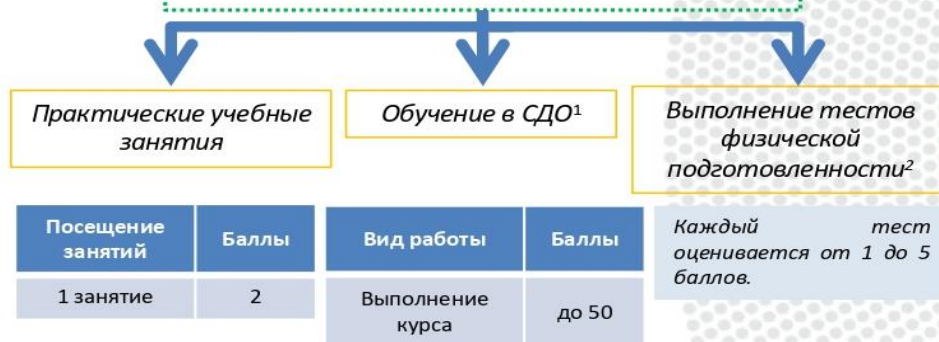 Практические учебные
занятия
Обучение в СДО¹
Выполнение тестов
физической
подготовленности²
Посещение
занятий
Баллы
1 занятие
2
Вид работы
Баллы
Выполнение
курса
до 50
Каждый тест
оценивается от 1 до 5
баллов.